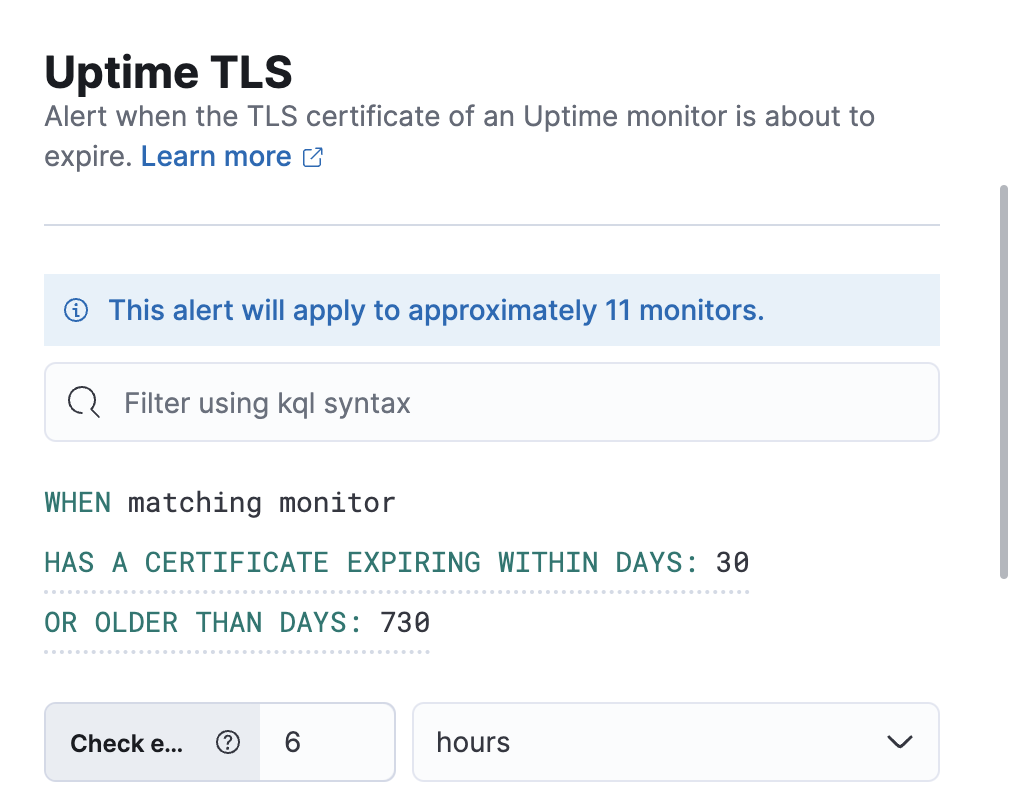 Uptime TLS
Alert when the TLS certificate of an Uptime monitor is about to
expire. Learn more
This alert will apply to approximately 11 monitors.
Filter using kql syntax
WHEN matching monitor
HAS A CERTIFICATE EXPIRING WITHIN DAYS: 30
OR OLDER THAN DAYS: 730
Check e... 6 hours